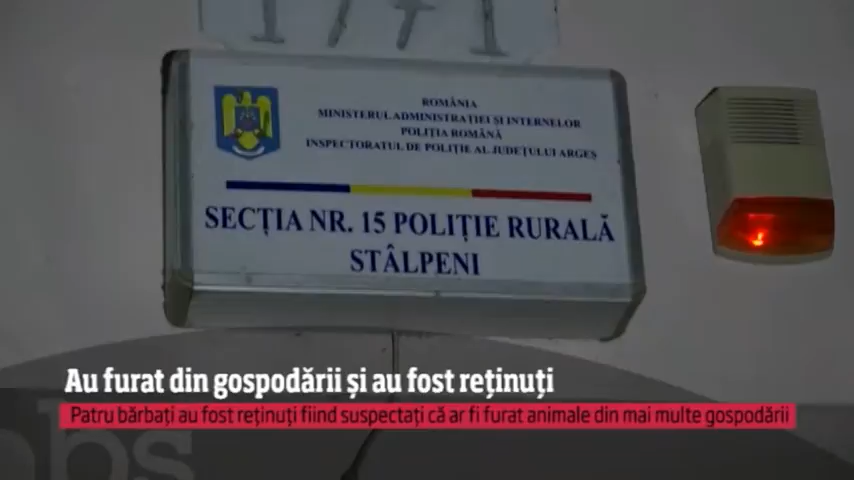 1771
ROMÂNIA
MINISTERUL ADMINISTRAȚIEI ȘI INTERNELOR
POLIȚIA ROMÂNĂ
INSPECTORATUL DE POLIȚIE AL JUDEȚULUI ARGEȘ
SECȚIA NR. 15 POLIȚIE RURALĂ
STÂLPENI
Au furat din gospodării și au fost reținuți
Patru bărbați au fost reținuți fiind suspectați că ar fi furat animale din mai multe gospodării